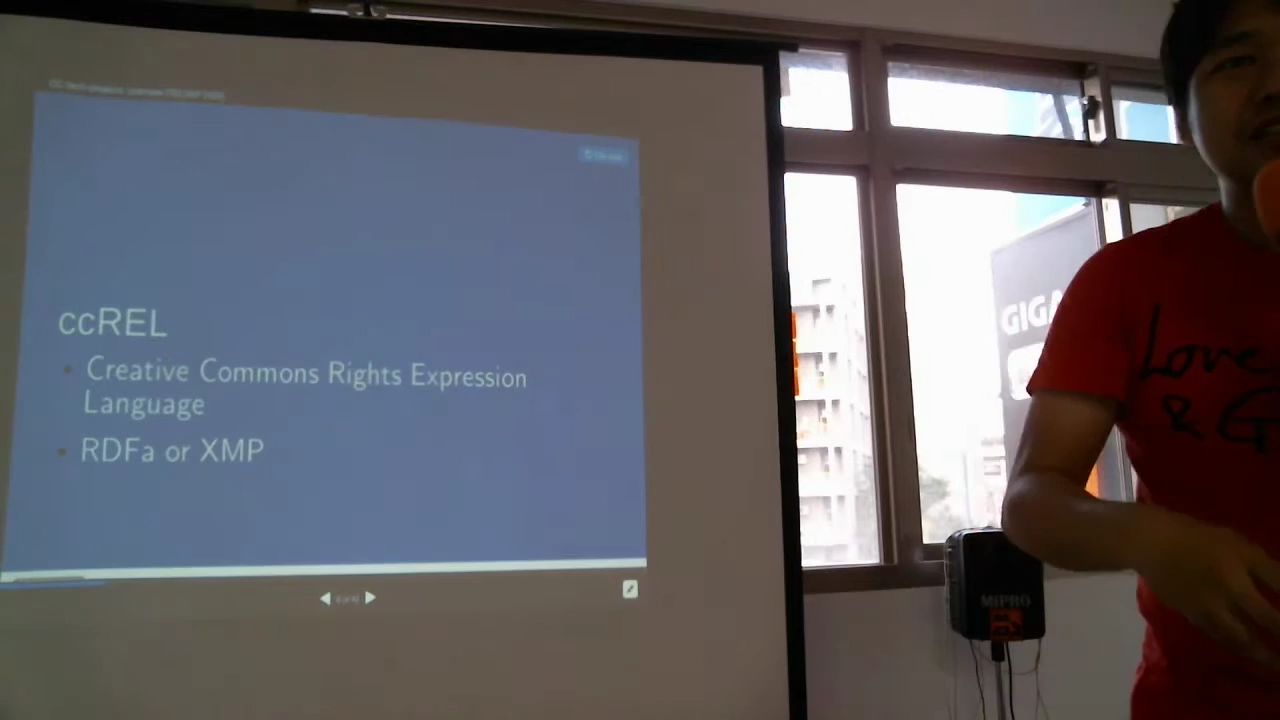 ccREL
• Creative Commons Rights Expression
Language
• RDFa or XMP
GIGA
Love
&
MIPRO